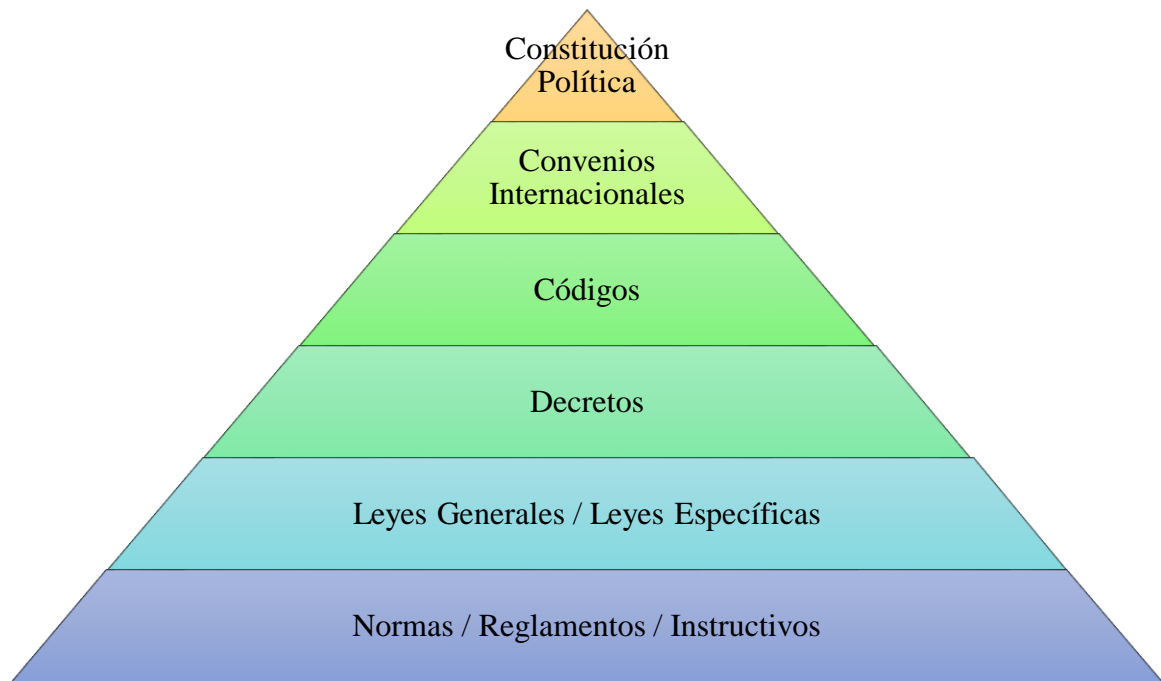 Constitución
Política
Convenios
Internacionales
Códigos
Decretos
Leyes Generales / Leyes Específicas
Normas / Reglamentos / Instructivos